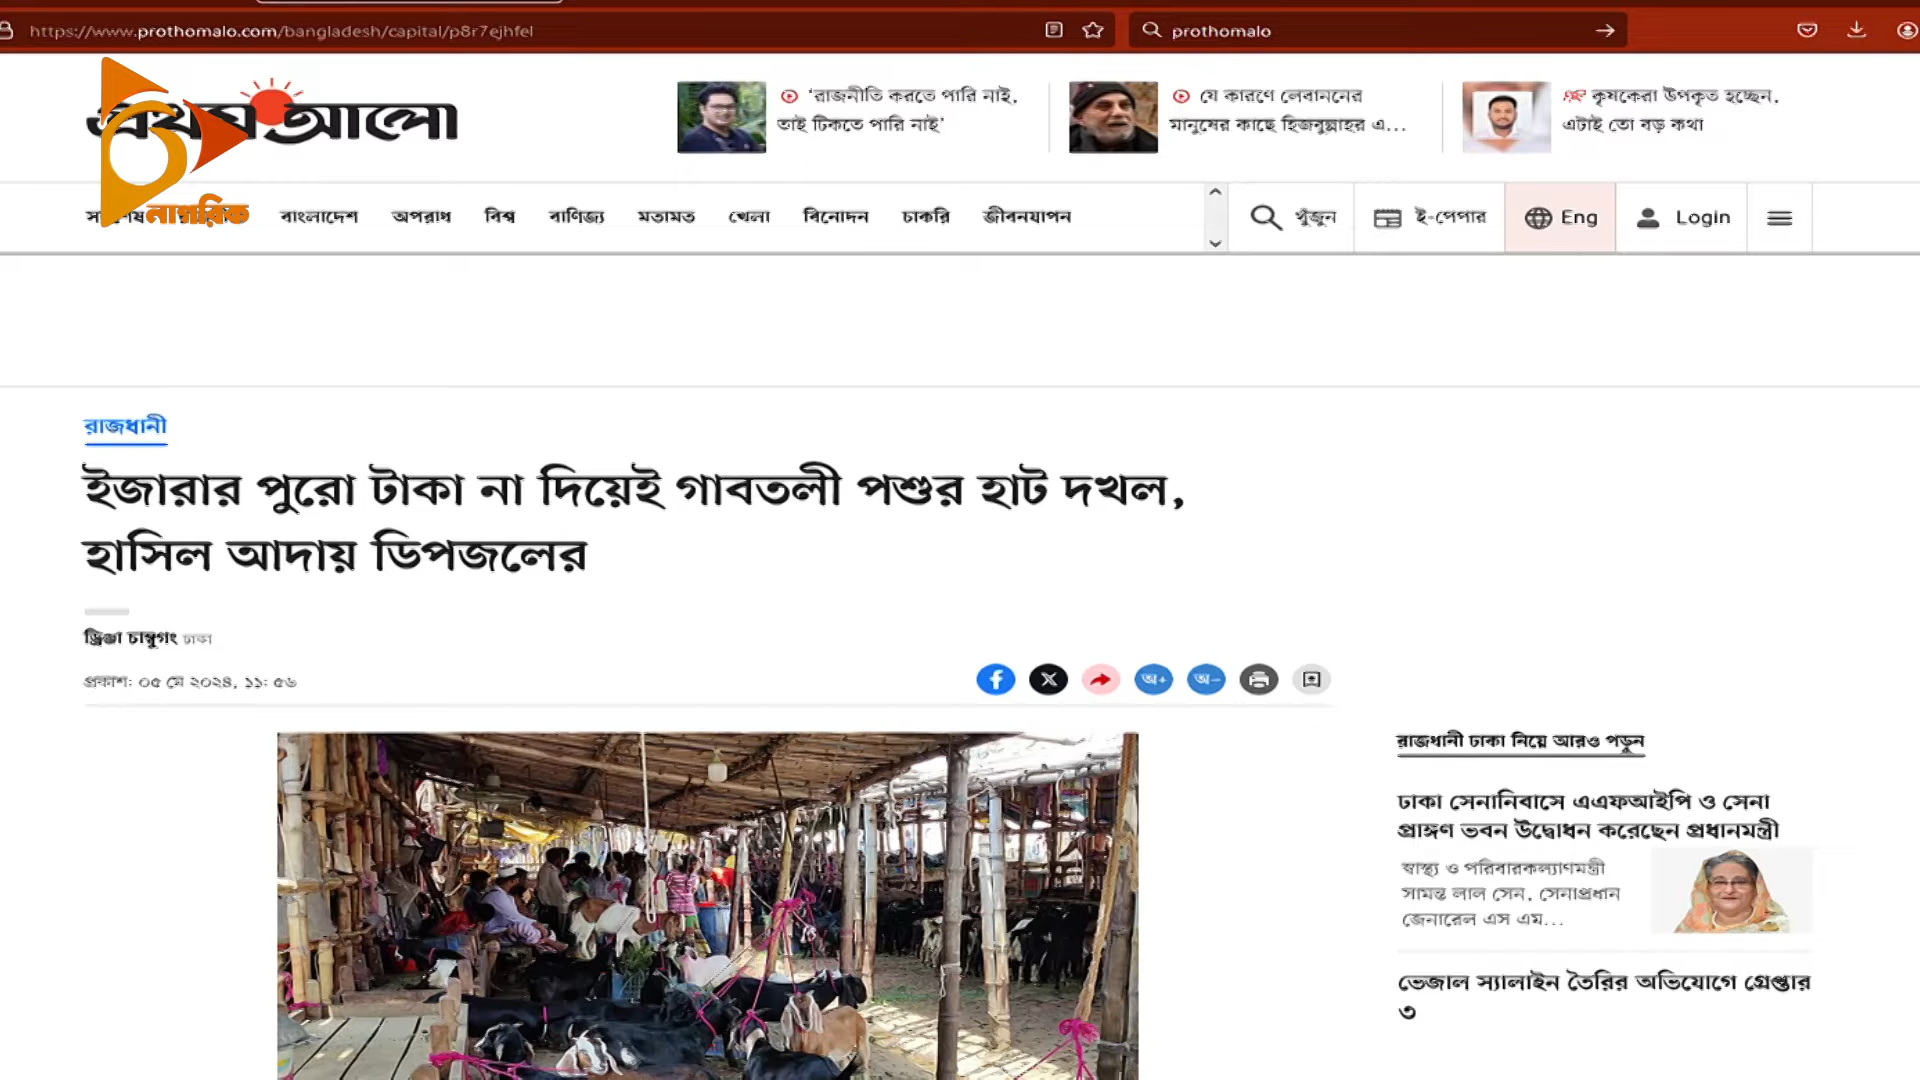 https://www.prothomalo.com/bangladesh/capital/p8r7ejhfel
prothomalo
প্রথম আলো
নাগরিক
‘রাজনীতি করতে পারি নাই,
তাই টিকতে পারি নাই’
যে কারণে লেবাননের
মানুষের কাছে হিজবুল্লাহর এ...
কৃষকেরা উপকৃত হচ্ছেন,
এটাই তো বড় কথা
বাংলাদেশ অপরাধ বিশ্ব বাণিজ্য মতামত খেলা বিনোদন চাকরি জীবনযাপন
খুঁজুন ই-পেপার Eng Login
রাজধানী
ইজারার পুরো টাকা না দিয়েই গাবতলী পশুর হাট দখল,
হাসিল আদায় ডিপজলের
ড্রিঞ্জা চাম্বুগং ঢাকা
প্রকাশ: ০৫ মে ২০২৪, ১১: ৫৬
অ+ অ-
রাজধানী ঢাকা নিয়ে আরও পড়ুন
ঢাকা সেনানিবাসে এএফআইপি ও সেনা
প্রাঙ্গণ ভবন উদ্বোধন করেছেন প্রধানমন্ত্রী
স্বাস্থ্য ও পরিবারকল্যাণমন্ত্রী
সামন্ত লাল সেন, সেনাপ্রধান
জেনারেল এস এম...
ভেজাল স্যালাইন তৈরির অভিযোগে গ্রেপ্তার
৩